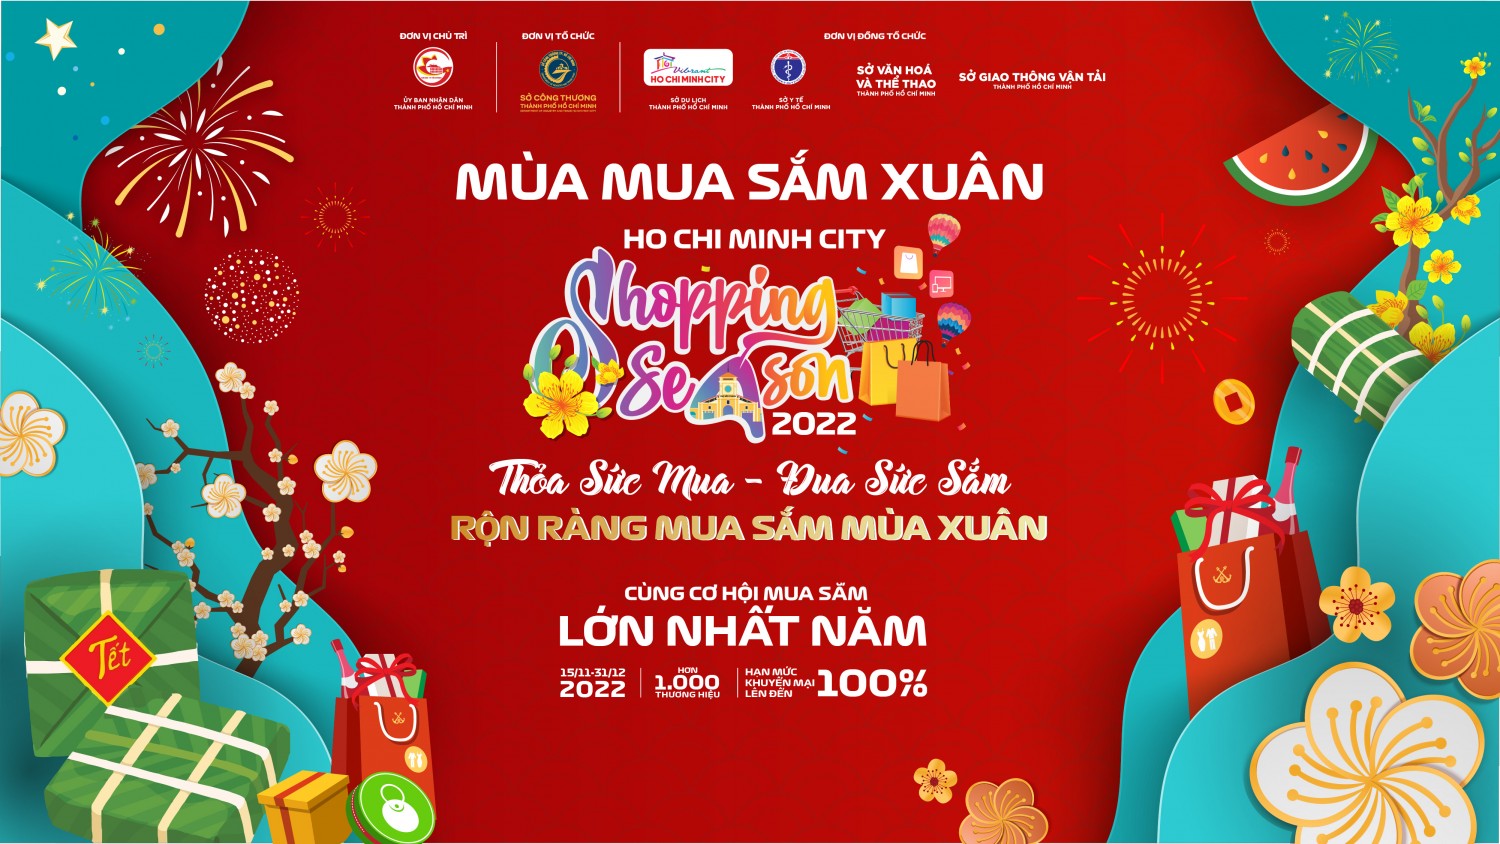 ĐƠN VỊ CHỦ TRÌ
ỦY BAN NHÂN DÂN
THÀNH PHỐ HỒ CHÍ MINH
ĐƠN VỊ TỔ CHỨC
SỞ CÔNG THƯƠNG
THÀNH PHỐ HỒ CHÍ MINH
Vibrant
HO CHI MINH CITY
SỞ DU LỊCH
THÀNH PHỐ HỒ CHÍ MINH
ĐƠN VỊ ĐỒNG TỔ CHỨC
SỞ Y TẾ
THÀNH PHỐ HỒ CHÍ MINH
SỞ VĂN HOÁ
VÀ THỂ THAO
THÀNH PHỐ HỒ CHÍ MINH
SỞ GIAO THÔNG VẬN TẢI
THÀNH PHỐ HỒ CHÍ MINH
MÙA MUA SẮM XUÂN
HO CHI MINH CITY
Shopping
Season
2022
Thỏa Sức Mua - Đua Sức Sắm
RỘN RÀNG MUA SẮM MÙA XUÂN
CÙNG CƠ HỘI MUA SẮM
LỚN NHẤT NĂM
15/11-31/12
2022
HƠN
1.000
THƯƠNG HIỆU
HẠN MỨC
KHUYẾN MẠI
LÊN ĐẾN
100%
Tết